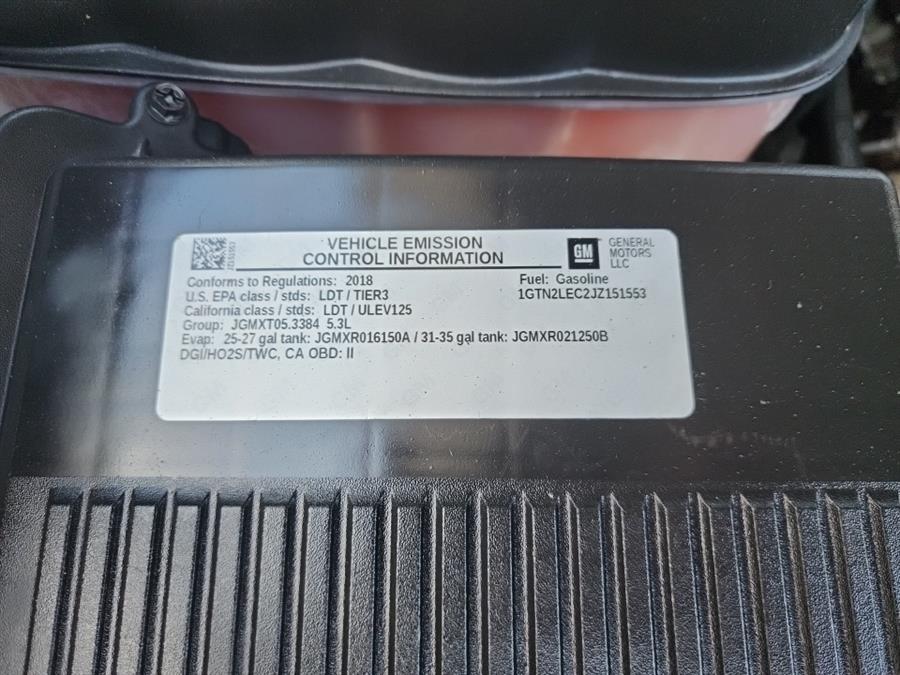 VEHICLE EMISSION
CONTROL INFORMATION
GM
GENERAL
MOTORS
LLC
Conforms to Regulations: 2018
Fuel: Gasoline
U.S. EPA class / stds: LDT / TIER3
1GTN2LEC2JZ151553
California class / stds: LDT / ULEV125
Group: JGMXT05.3384 5.3L
Evap: 25-27 gal tank: JGMXR016150A / 31-35 gal tank: JGMXR021250B
DGI/HO2S/TWC, CA OBD: II